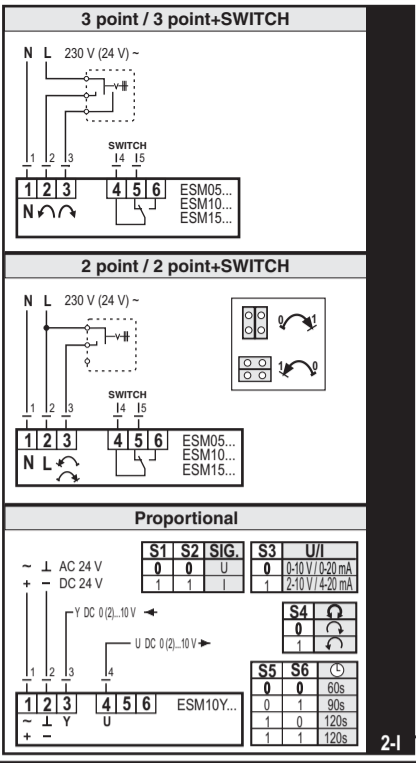 3 point / 3 point+SWITCH
N L 230 V (24 V) ~
SWITCH
1 2 3 4 5
1 2 3 4 5 6 ESM05...
N ESM10...
ESM15...
2 point / 2 point+SWITCH
N L 230 V (24 V) ~
0 1
1 0
SWITCH
1 2 3 4 5
1 2 3 4 5 6 ESM05...
N L ESM10...
ESM15...
Proportional
~ ⊥ AC 24 V
+ − DC 24 V
S1 S2 SIG.
0 0 U
1 1 I
S3 U/I
0 0-10 V / 0-20 mA
1 2-10 V / 4-20 mA
Y DC 0 (2)...10 V
U DC 0 (2)...10 V
S4
0
1
S5 S6
0 0 60s
0 1 90s
1 0 120s
1 1 120s
1 2 3 4
1 2 3 4 5 6 ESM10Y...
~ ⊥ Y U
+ −
2-I